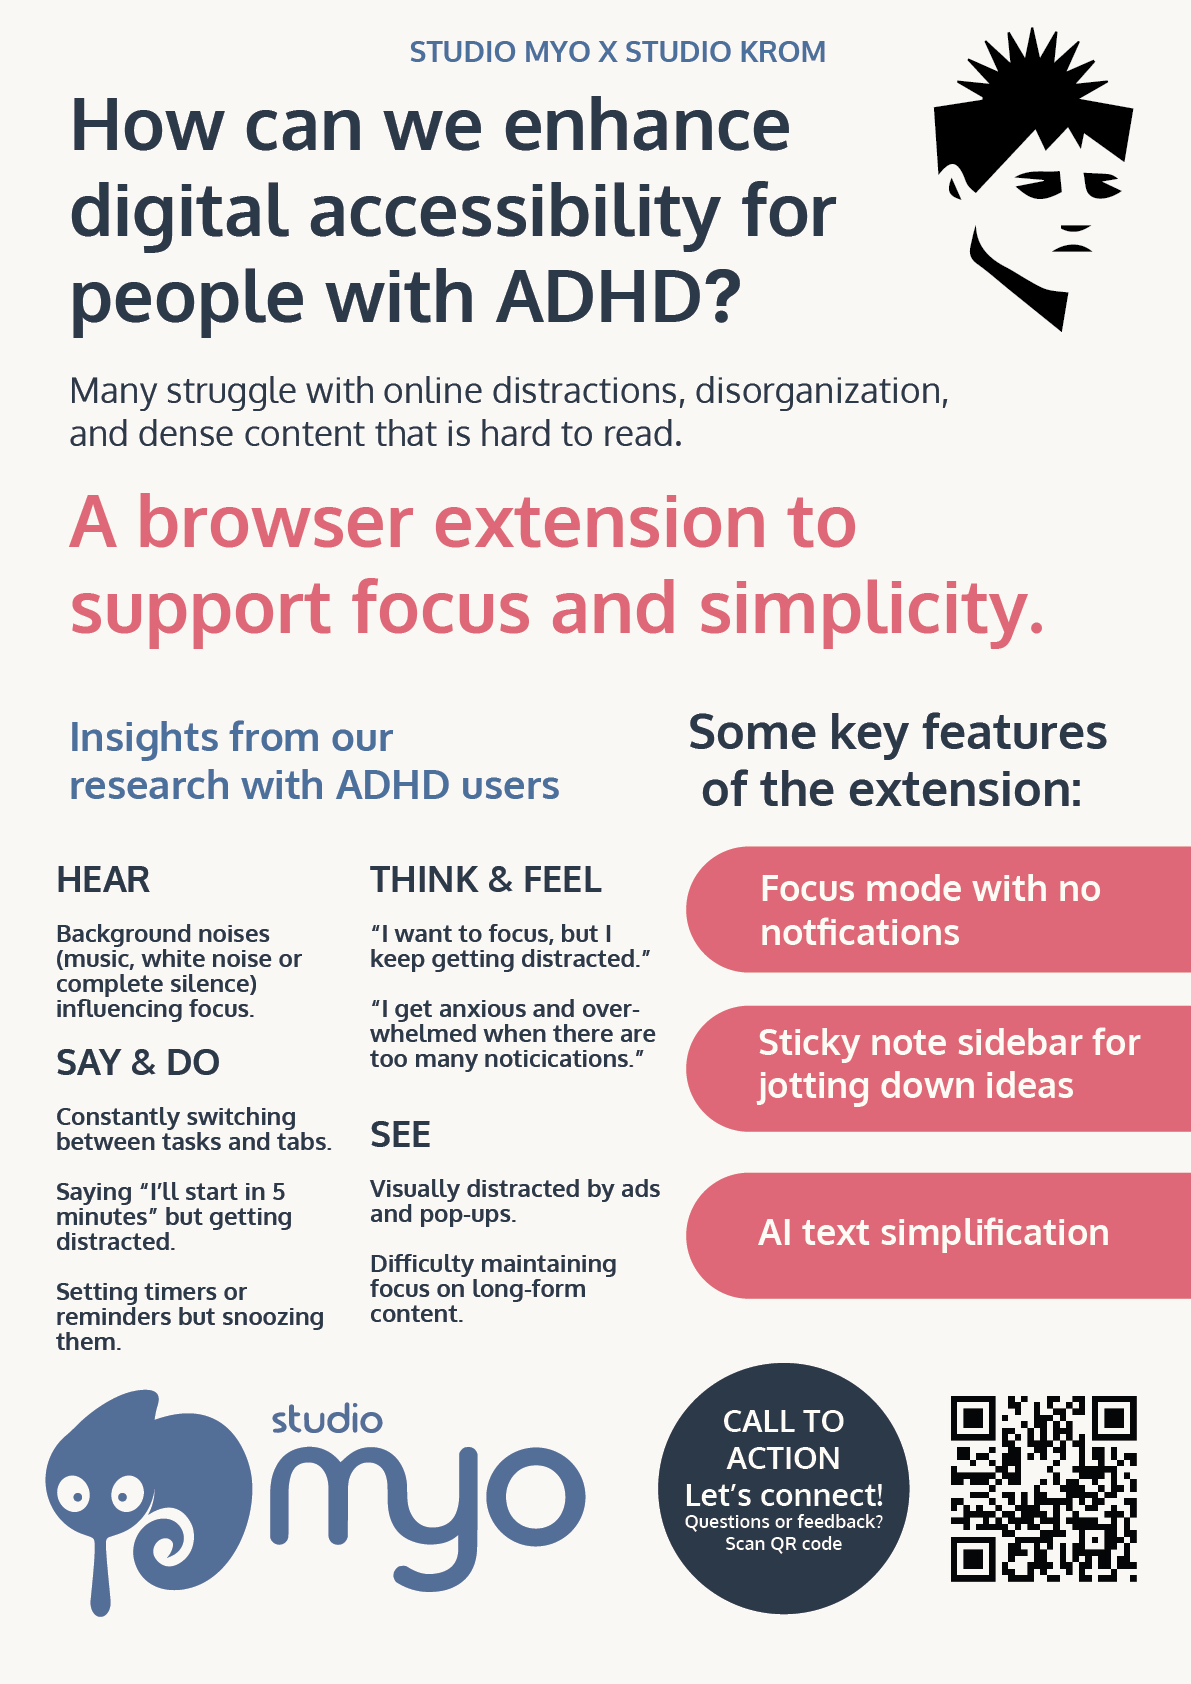 STUDIO MYO X STUDIO KROM
How can we enhance
digital accessibility for
people with ADHD?
Many struggle with online distractions, disorganization,
and dense content that is hard to read.
A browser extension to
support focus and simplicity.
Insights from our
research with ADHD users
HEAR
Background noises
(music, white noise or
complete silence)
influencing focus.
SAY & DO
Constantly switching
between tasks and tabs.
Saying “I’ll start in 5
minutes” but getting
distracted.
Setting timers or
reminders but snoozing
them.
THINK & FEEL
“I want to focus, but I
keep getting distracted.”
“I get anxious and over-
whelmed when there are
too many noticications.”
SEE
Visually distracted by ads
and pop-ups.
Difficulty maintaining
focus on long-form
content.
Some key features
of the extension:
Focus mode with no
notfications
Sticky note sidebar for
jotting down ideas
AI text simplification
studio
myo
CALL TO
ACTION
Let’s connect!
Questions or feedback?
Scan QR code